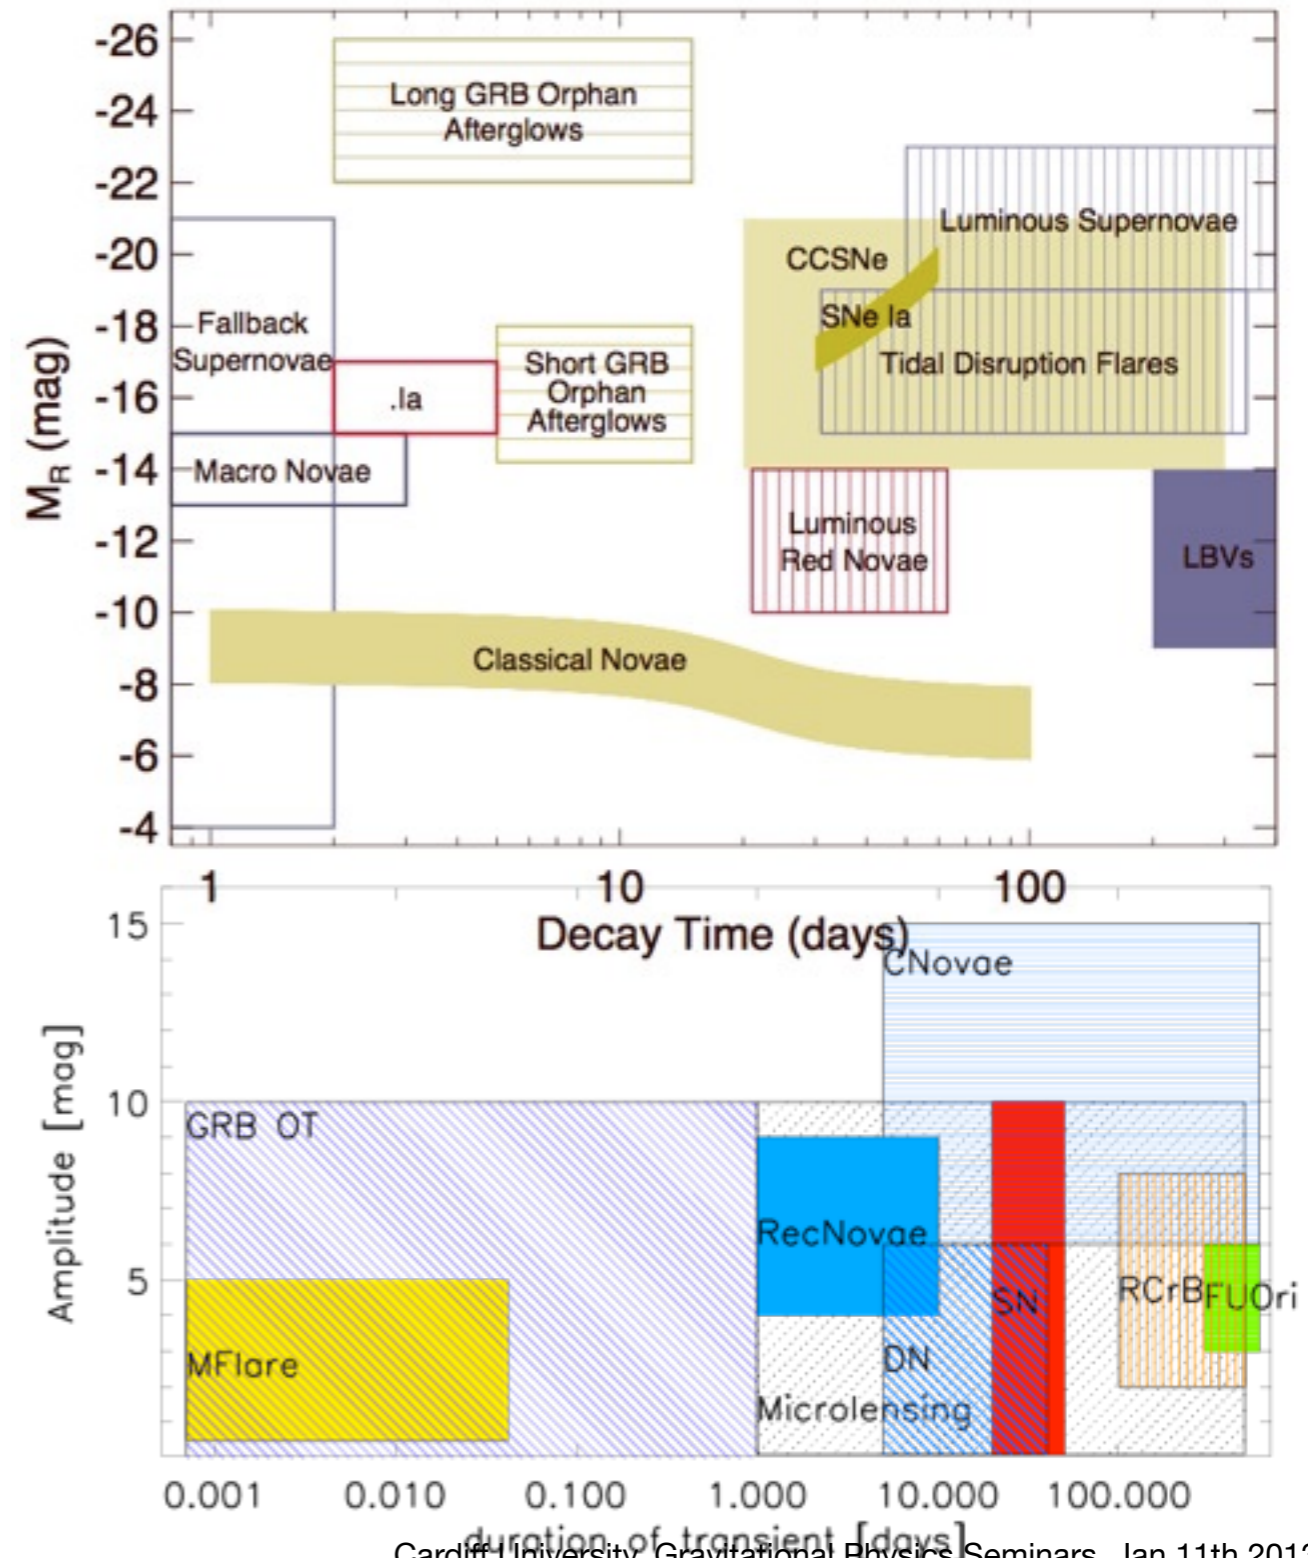 -26
-24
-22
-20
-18
-16
-14
-12
-10
-8
-6
-4
M_R (mag)
Long GRB Orphan
Afterglows
Luminous Supernovae
CCSNe
SNe Ia
Tidal Disruption Flares
Fallback
Supernovae
.Ia
Short GRB
Orphan
Afterglows
Macro Novae
Luminous
Red Novae
LBVs
Classical Novae
1 10 100
Decay Time (days)
15
10
5
Amplitude [mag]
CNovae
GRB OT
RecNovae
SN
RCrB
FUOri
DN
MFlare
Microlensing
0.001 0.010 0.100 1.000 10.000 100.000
duration of transient [days]
Cardiff University, Gravitational Physics Seminars, Jan 11th